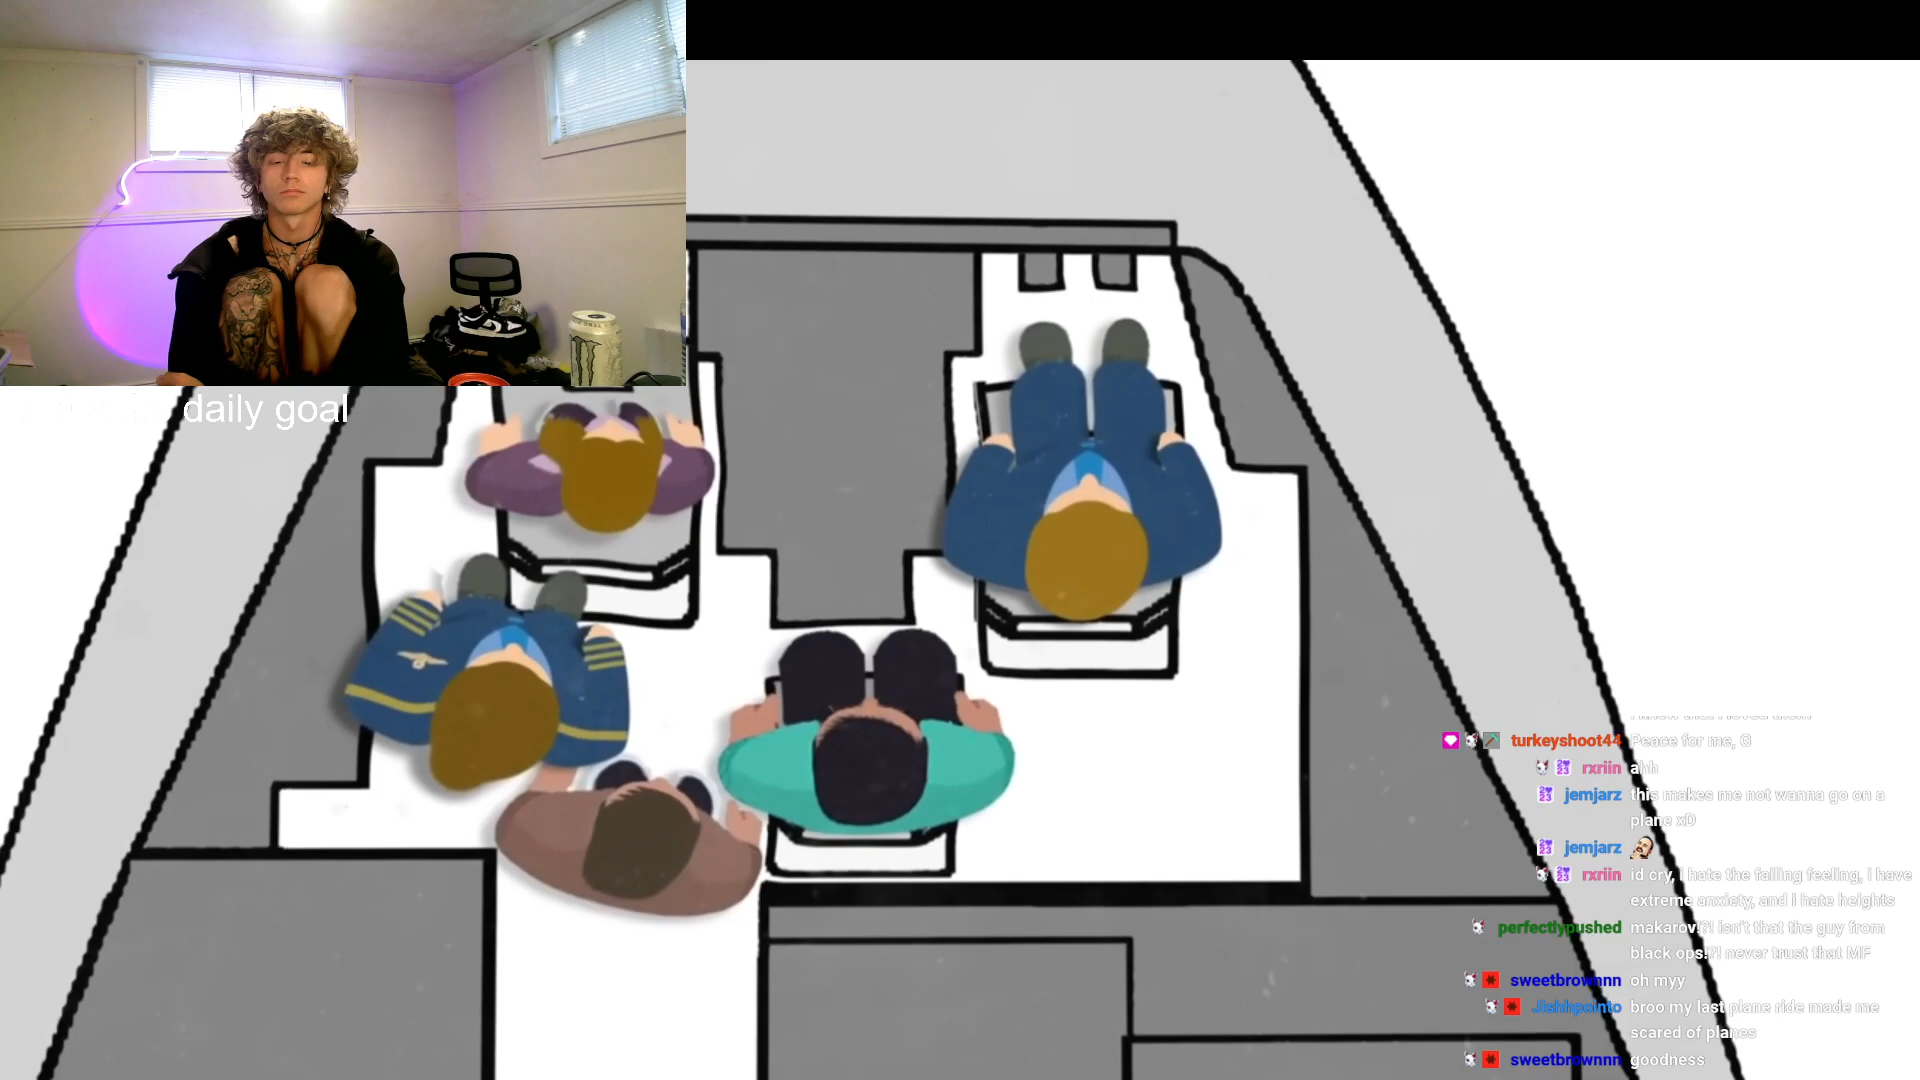 daily goal
turkeyshoot44 Peace for me, G
rxriin ahh
jemjarz this makes me not wanna go on a
plane xD
jemjarz
rxriin id cry, i hate the falling feeling, i have
extreme anxiety, and i hate heights
perfectlypushed makarov!?! Isn't that the guy from
black ops!?! never trust that MF
sweetbrownnn oh myy
Jishhpointo broo my last plane ride made me
scared of planes
sweetbrownnn goodness